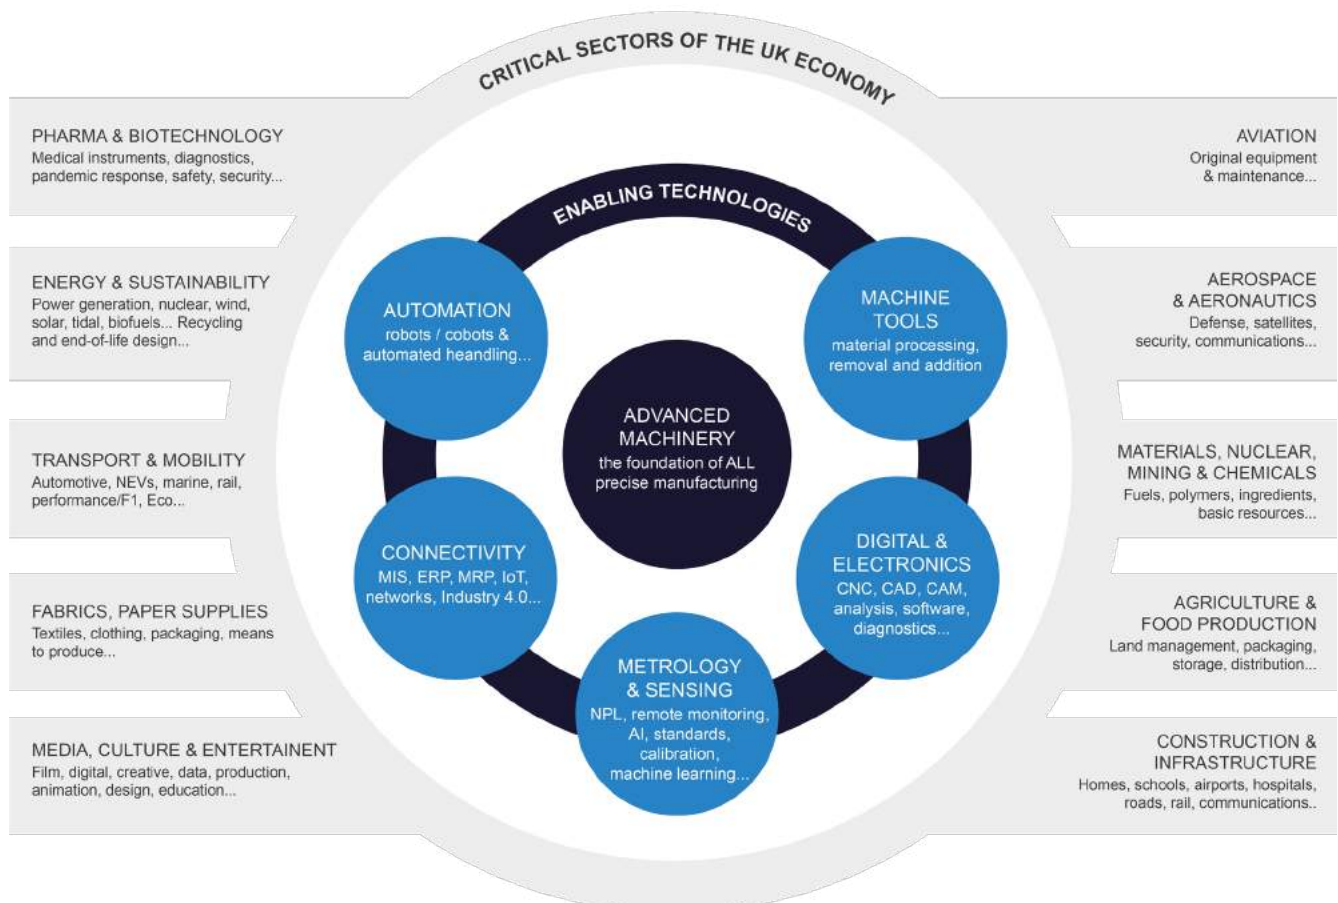 CRITICAL SECTORS OF THE UK ECONOMY
PHARMA & BIOTECHNOLOGY
Medical instruments, diagnostics,
pandemic response, safety, security...
ENERGY & SUSTAINABILITY
Power generation, nuclear, wind,
solar, tidal, biofuels... Recycling
and end-of-life design...
TRANSPORT & MOBILITY
Automotive, NEVs, marine, rail,
performance/F1, Eco...
FABRICS, PAPER SUPPLIES
Textiles, clothing, packaging, means
to produce...
MEDIA, CULTURE & ENTERTAINENT
Film, digital, creative, data, production,
animation, design, education...
ENABLING TECHNOLOGIES
AUTOMATION
robots / cobots &
automated heandling...
MACHINE
TOOLS
material processing,
removal and addition
ADVANCED
MACHINERY
the foundation of ALL
precise manufacturing
CONNECTIVITY
MIS, ERP, MRP, IoT,
networks, Industry 4.0...
DIGITAL &
ELECTRONICS
CNC, CAD, CAM,
analysis, software,
diagnostics...
METROLOGY
& SENSING
NPL, remote monitoring,
AI, standards,
calibration,
machine learning...
AVIATION
Original equipment
& maintenance...
AEROSPACE
& AERONAUTICS
Defense, satellites,
security, communications...
MATERIALS, NUCLEAR,
MINING & CHEMICALS
Fuels, polymers, ingredients,
basic resources...
AGRICULTURE &
FOOD PRODUCTION
Land management, packaging,
storage, distribution...
CONSTRUCTION &
INFRASTRUCTURE
Homes, schools, airports, hospitals,
roads, rail, communications..